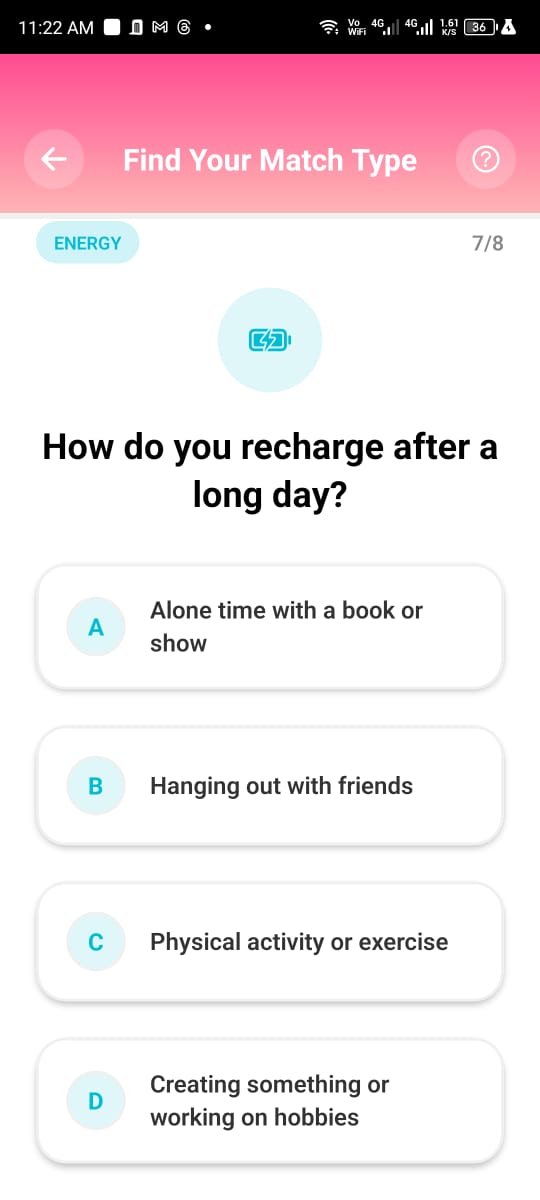 11:22 AM
Vo WiFi 4G 4G 1.61 K/S 36
Find Your Match Type
ENERGY
7/8
How do you recharge after a
long day?
A
Alone time with a book or
show
B
Hanging out with friends
C
Physical activity or exercise
D
Creating something or
working on hobbies